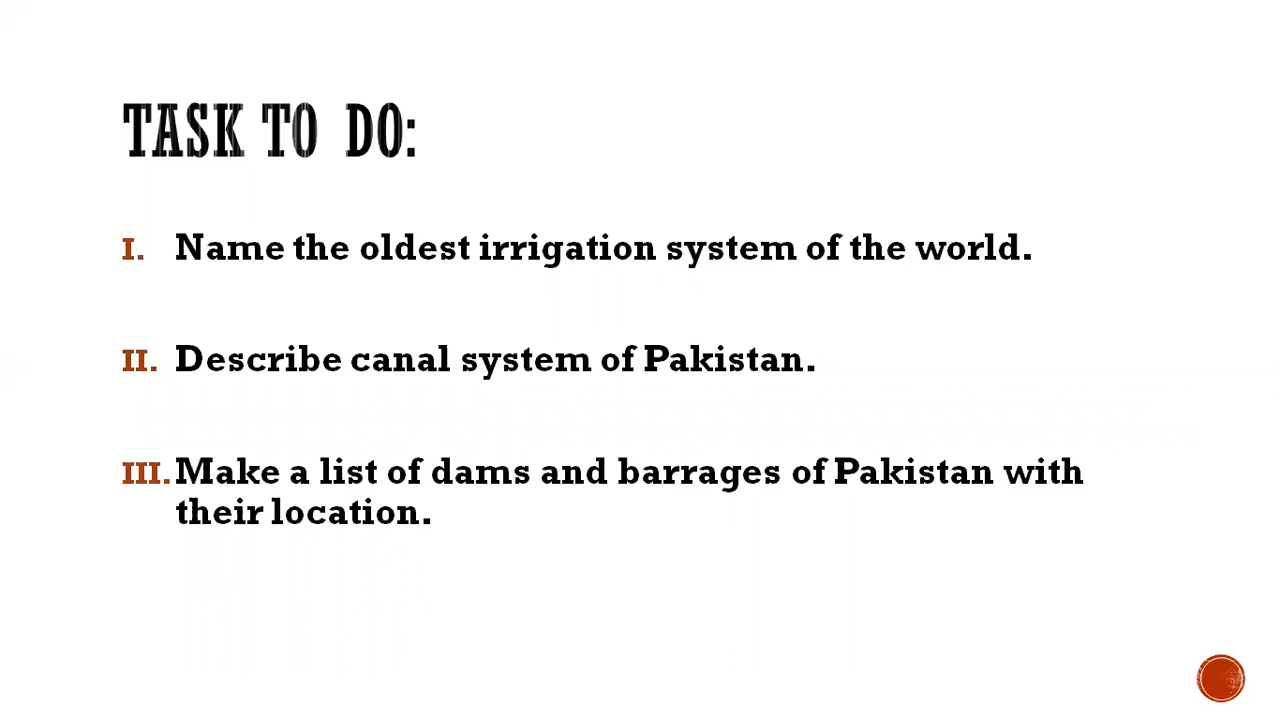 TASK TO DO:
I. Name the oldest irrigation system of the world.
II. Describe canal system of Pakistan.
III. Make a list of dams and barrages of Pakistan with
their location.